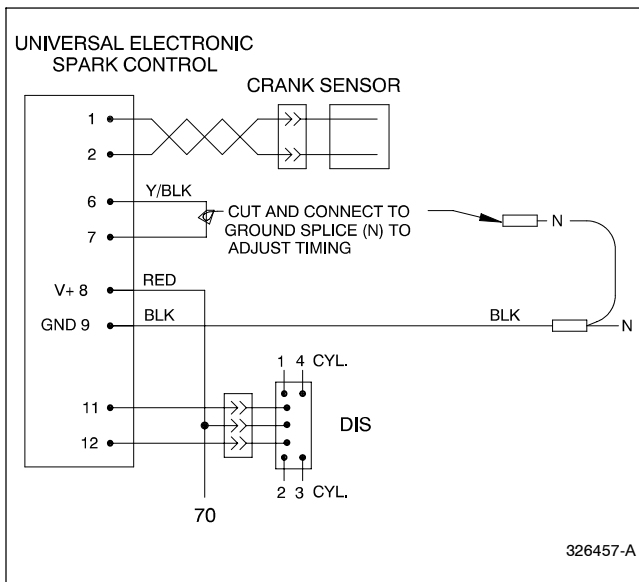 UNIVERSAL ELECTRONIC
SPARK CONTROL
CRANK SENSOR
1
2
6
Y/BLK
7
CUT AND CONNECT TO
GROUND SPLICE (N) TO
ADJUST TIMING
N
V+ 8
RED
GND 9
BLK
BLK
N
1 4 CYL.
11
DIS
12
2 3 CYL.
70
326457-A